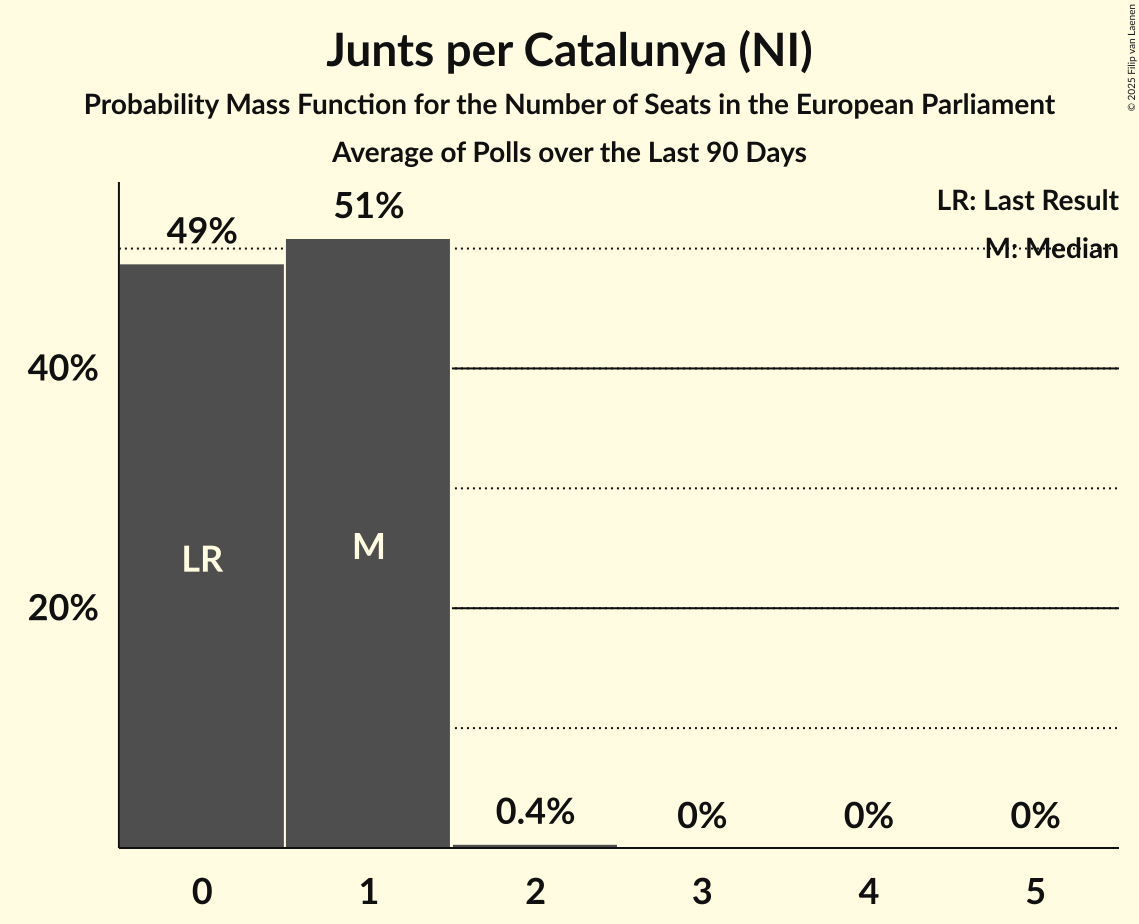 Junts per Catalunya (NI)
Probability Mass Function for the Number of Seats in the European Parliament
Average of Polls over the Last 90 Days
© 2025 Filip van Laenen
LR: Last Result
M: Median
49%
51%
40%
20%
LR
M
0.4%
0%
0%
0%
0
1
2
3
4
5